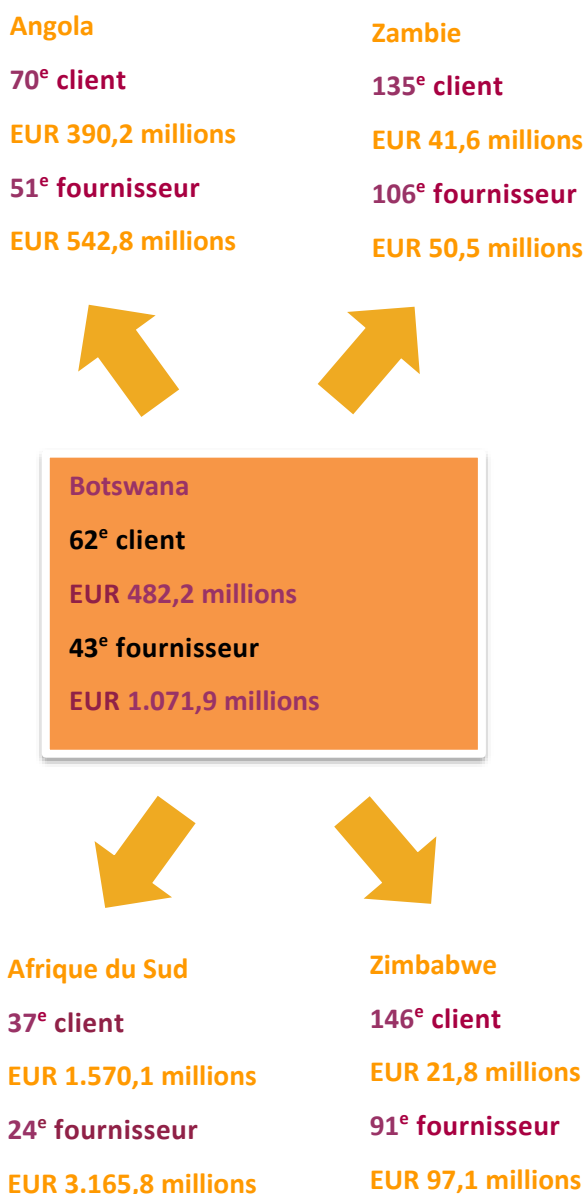 Angola
70e client
EUR 390,2 millions
51e fournisseur
EUR 542,8 millions
Zambie
135e client
EUR 41,6 millions
106e fournisseur
EUR 50,5 millions
Botswana
62e client
EUR 482,2 millions
43e fournisseur
EUR 1.071,9 millions
Afrique du Sud
37e client
EUR 1.570,1 millions
24e fournisseur
EUR 3.165,8 millions
Zimbabwe
146e client
EUR 21,8 millions
91e fournisseur
EUR 97,1 millions